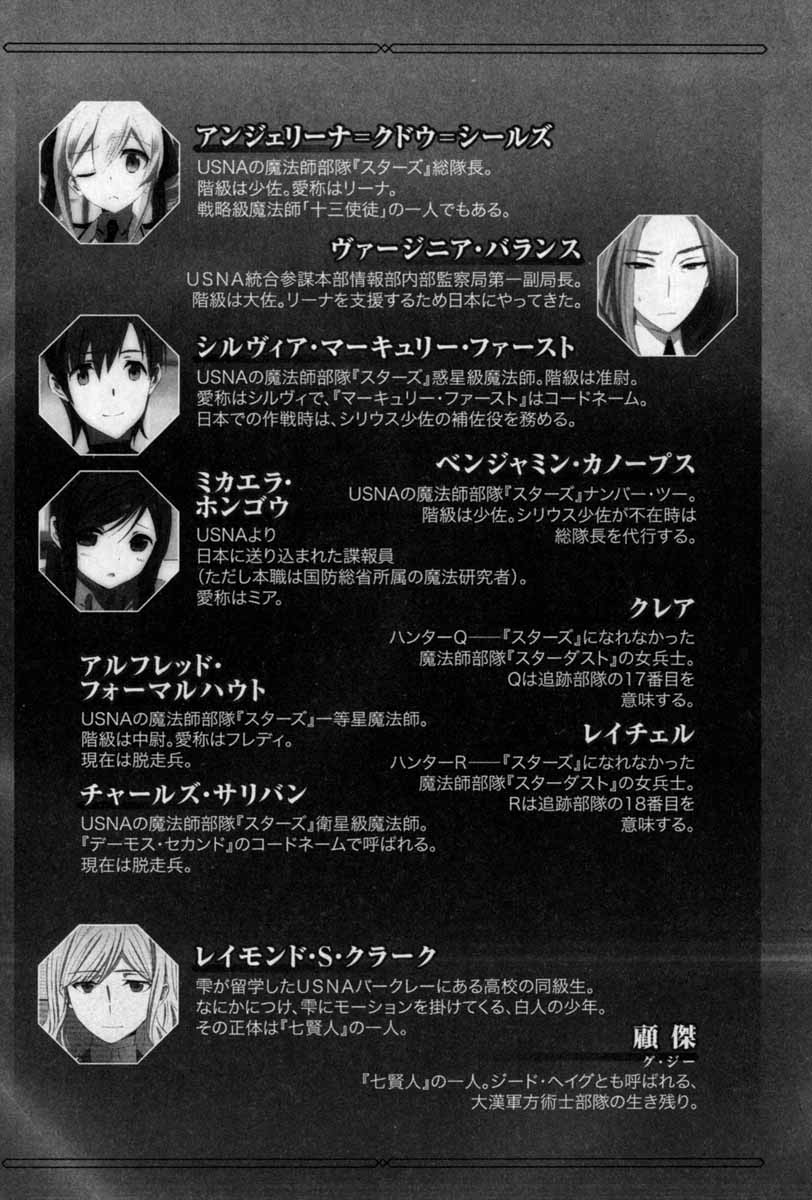 アンジェリーナ=クドウ=シールズ
USNAの魔法師部隊『スターズ』総隊長。
階級は少佐。愛称はリーナ。
戦略級魔法師「十三使徒」の一人でもある。
ヴァージニア・バランス
USNA統合参謀本部情報部内部監察局第一副局長。
階級は大佐。リーナを支援するため日本にやってきた。
シルヴィア・マーキュリー・ファースト
USNAの魔法師部隊『スターズ』惑星級魔法師。階級は准尉。
愛称はシルヴィで、『マーキュリー・ファースト』はコードネーム。
日本での作戦時は、シリウス少佐の補佐役を務める。
ベンジャミン・カノープス
USNAの魔法師部隊『スターズ』ナンバー・ツー。
階級は少佐。シリウス少佐が不在時は
総隊長を代行する。
ミカエラ・
ホンゴウ
USNAより
日本に送り込まれた諜報員
（ただし本職は国防総省所属の魔法研究者）。
愛称はミア。
クレア
ハンターQ――『スターズ』になれなかった
魔法師部隊『スターダスト』の女兵士。
Qは追跡部隊の17番目を
意味する。
アルフレッド・
フォーマルハウト
USNAの魔法師部隊『スターズ』一等星魔法師。
階級は中尉。愛称はフレディ。
現在は脱走兵。
レイチェル
ハンターR――『スターズ』になれなかった
魔法師部隊『スターダスト』の女兵士。
Rは追跡部隊の18番目を
意味する。
チャールズ・サリバン
USNAの魔法師部隊『スターズ』衛星級魔法師。
『デーモス・セカンド』のコードネームで呼ばれる。
現在は脱走兵。
レイモンド・S・クラーク
雫が留学したUSNAバークレーにある高校の同級生。
なにかにつけ、雫にモーションを掛けてくる、白人の少年。
その正体は『七賢人』の一人。
顧 傑
グ・ジー
『七賢人』の一人。ジード・ヘイグとも呼ばれる、
大漢軍方術士部隊の生き残り。